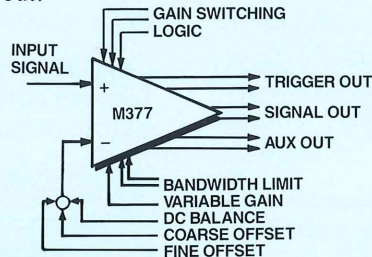 GAIN SWITCHING
LOGIC
INPUT
SIGNAL
+
M377
−
TRIGGER OUT
SIGNAL OUT
AUX OUT
BANDWIDTH LIMIT
VARIABLE GAIN
DC BALANCE
COARSE OFFSET
FINE OFFSET